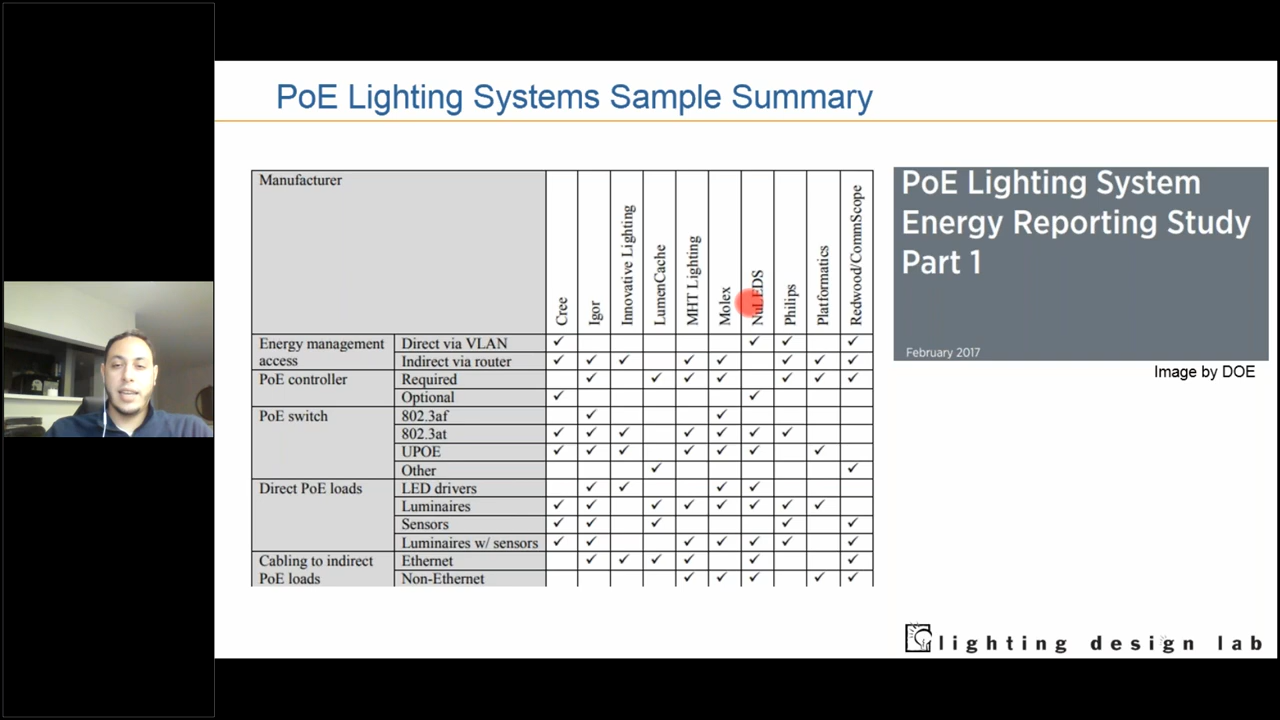 PoE Lighting Systems Sample Summary
Manufacturer
Cree
Igor
Innovative Lighting
LumenCache
MHT Lighting
Molex
NuLEDS
Philips
Platformatics
Redwood/CommScope
Energy management access
Direct via VLAN ✓ ✓ ✓ ✓
Indirect via router ✓ ✓ ✓ ✓ ✓ ✓ ✓ ✓
PoE controller
Required ✓ ✓ ✓ ✓ ✓ ✓ ✓
Optional ✓ ✓
PoE switch
802.3af ✓ ✓
802.3at ✓ ✓ ✓ ✓ ✓ ✓ ✓
UPOE ✓ ✓ ✓ ✓ ✓ ✓ ✓
Other ✓ ✓
Direct PoE loads
LED drivers ✓ ✓ ✓ ✓
Luminaires ✓ ✓ ✓ ✓ ✓ ✓ ✓ ✓
Sensors ✓ ✓ ✓ ✓ ✓
Luminaires w/ sensors ✓ ✓ ✓ ✓ ✓ ✓ ✓
Cabling to indirect PoE loads
Ethernet ✓ ✓ ✓ ✓ ✓ ✓
Non-Ethernet ✓ ✓ ✓ ✓ ✓
PoE Lighting System
Energy Reporting Study
Part 1
February 2017
Image by DOE
lighting design lab